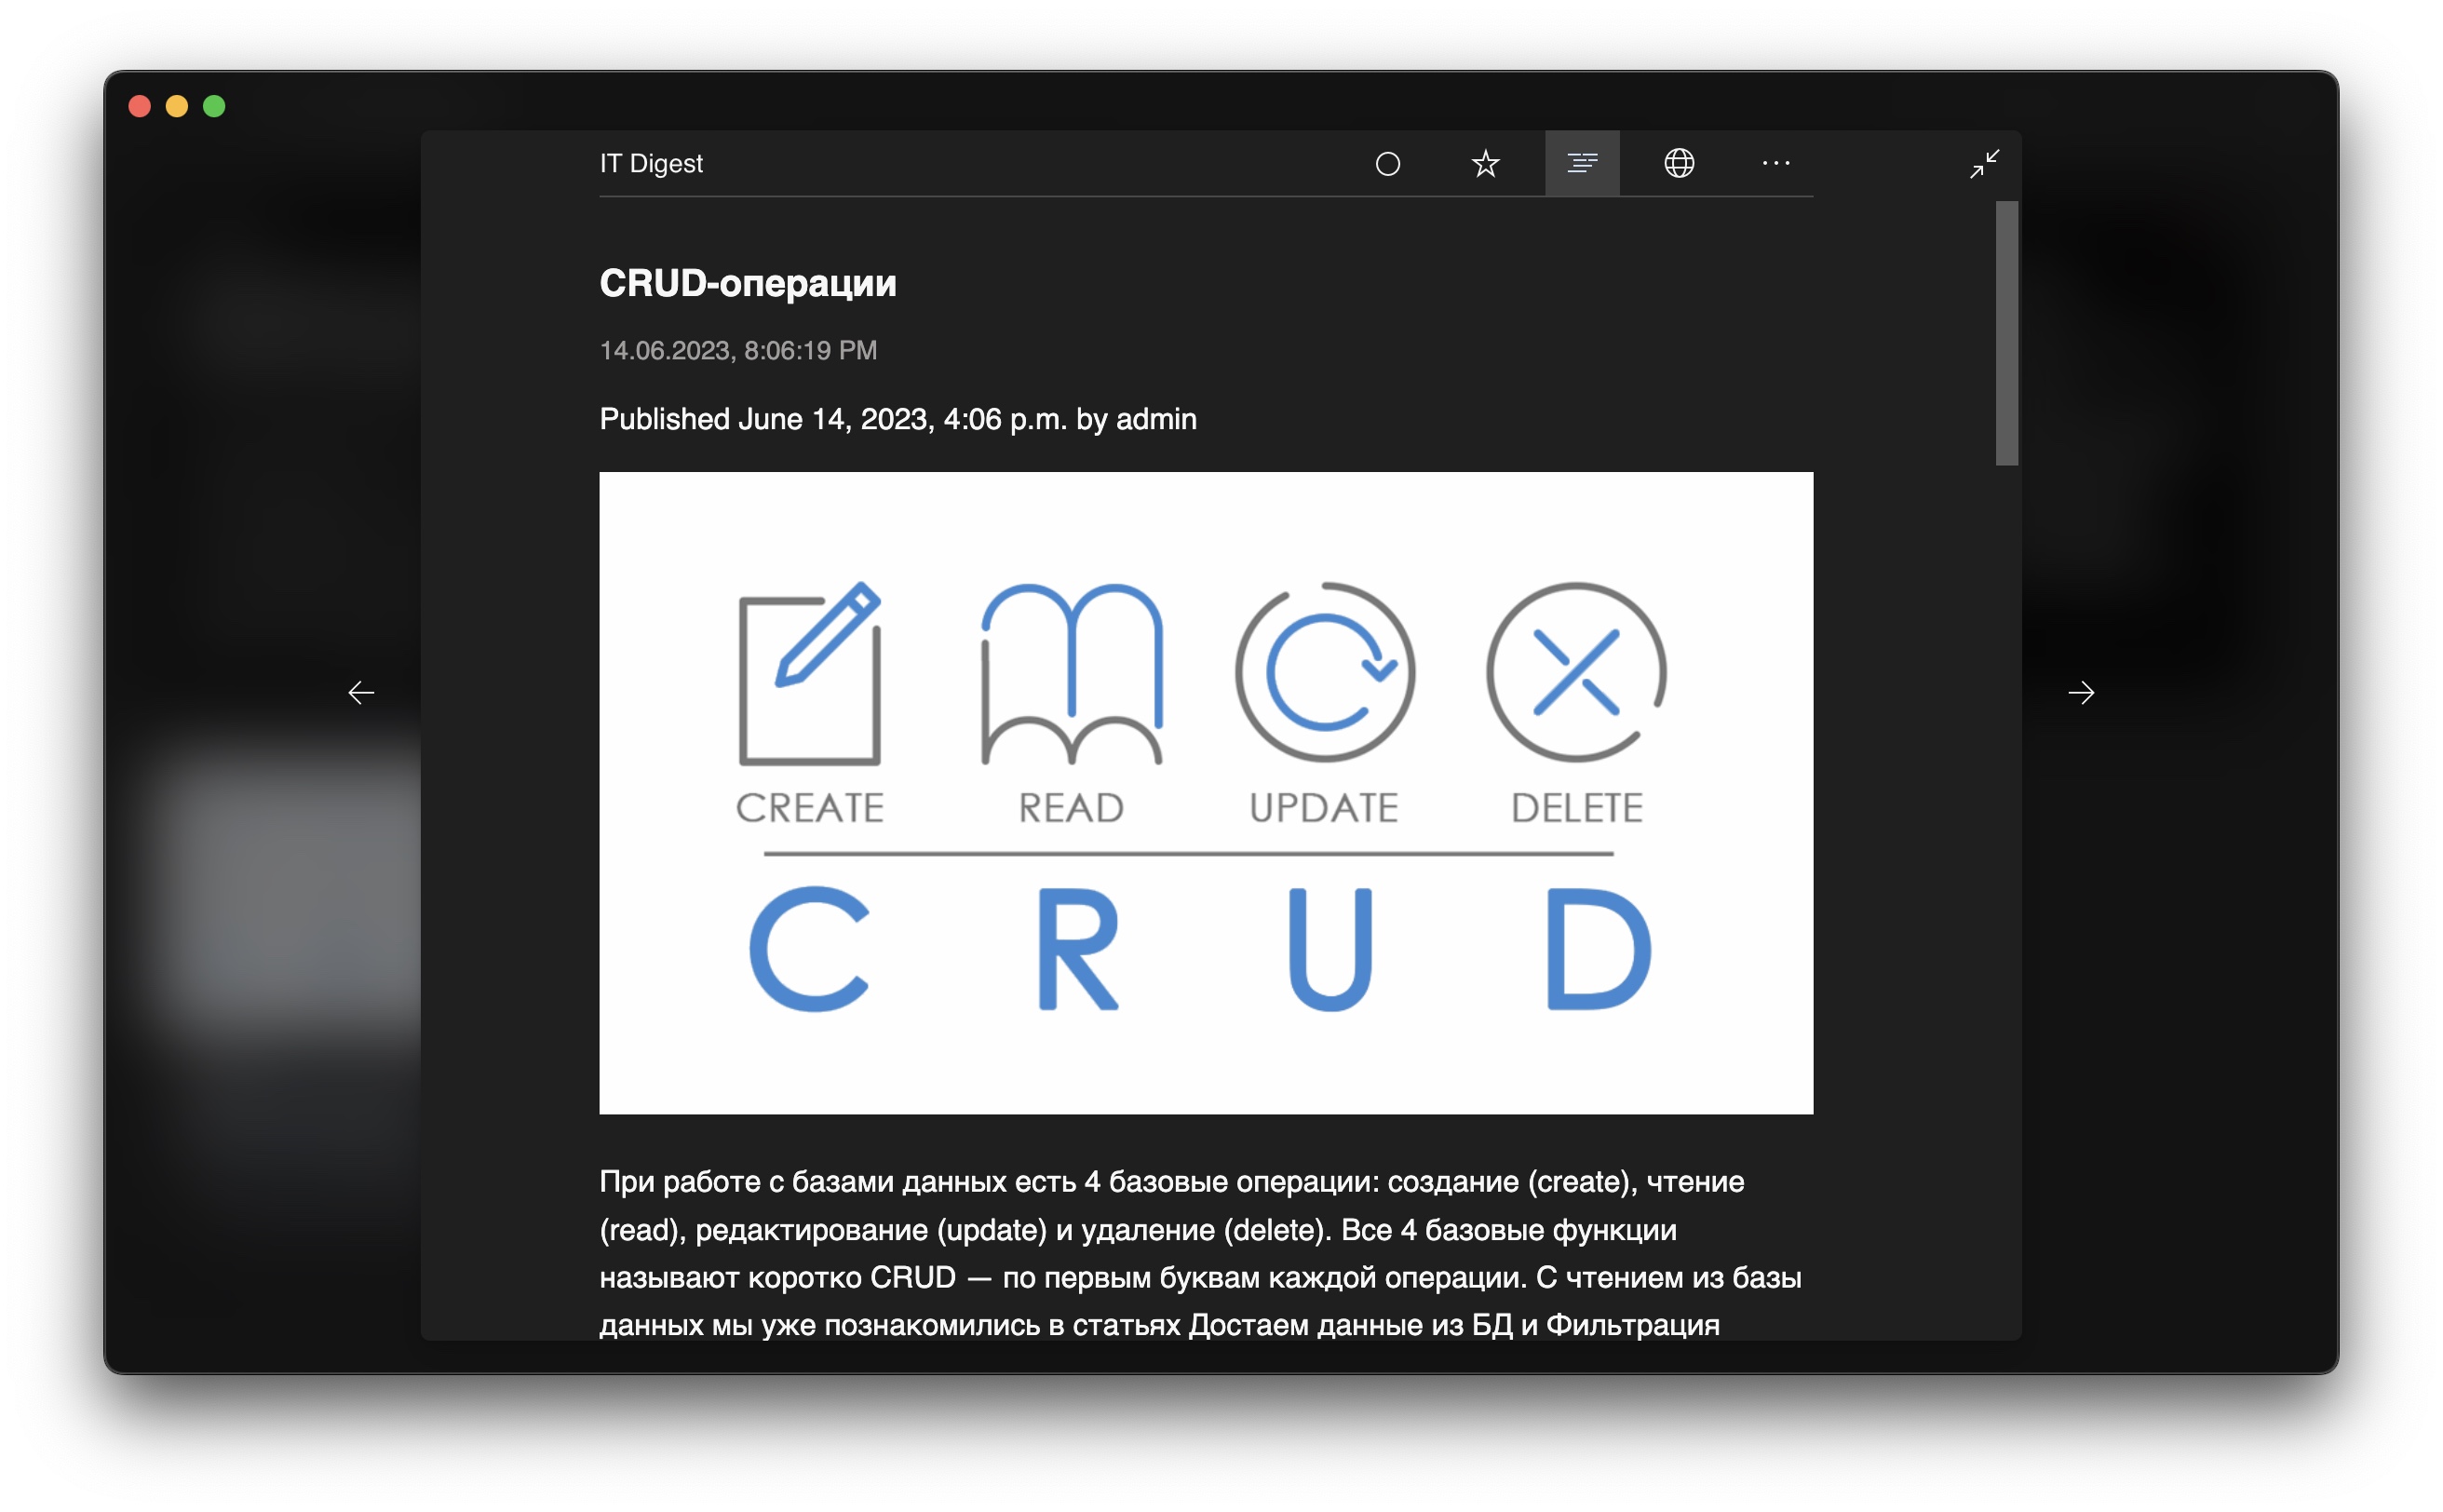 IT Digest
CRUD-операции
14.06.2023, 8:06:19 PM
Published June 14, 2023, 4:06 p.m. by admin
CREATE READ UPDATE DELETE
C R U D
При работе с базами данных есть 4 базовые операции: создание (create), чтение
(read), редактирование (update) и удаление (delete). Все 4 базовые функции
называют коротко CRUD — по первым буквам каждой операции. С чтением из базы
данных мы уже познакомились в статьях Достаем данные из БД и Фильтрация